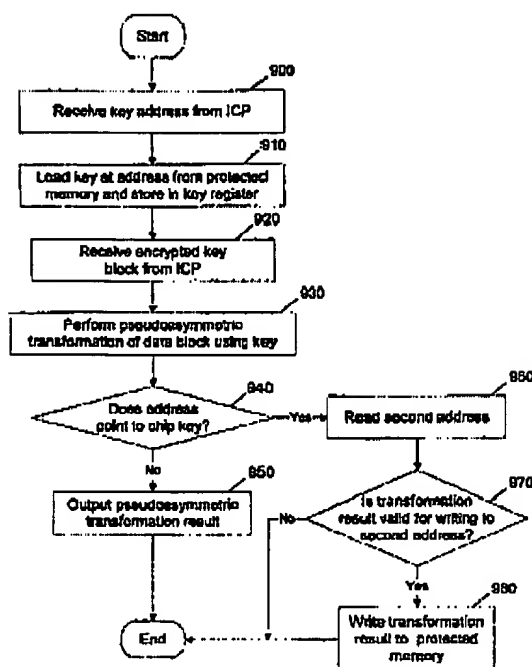 Start
900
Receive key address from ICP
910
Load key at address from protected
memory and store in key register
920
Receive encrypted key
block from ICP
930
Perform pseudoasymmetric
transformation of data block using key
940
Does address
point to chip key?
Yes
960
Read second address
No
950
Output pseudoasymmetric
transformation result
970
Is transformation
result valid for writing to
second address?
No
Yes
980
Write transformation
result to protected
memory
End